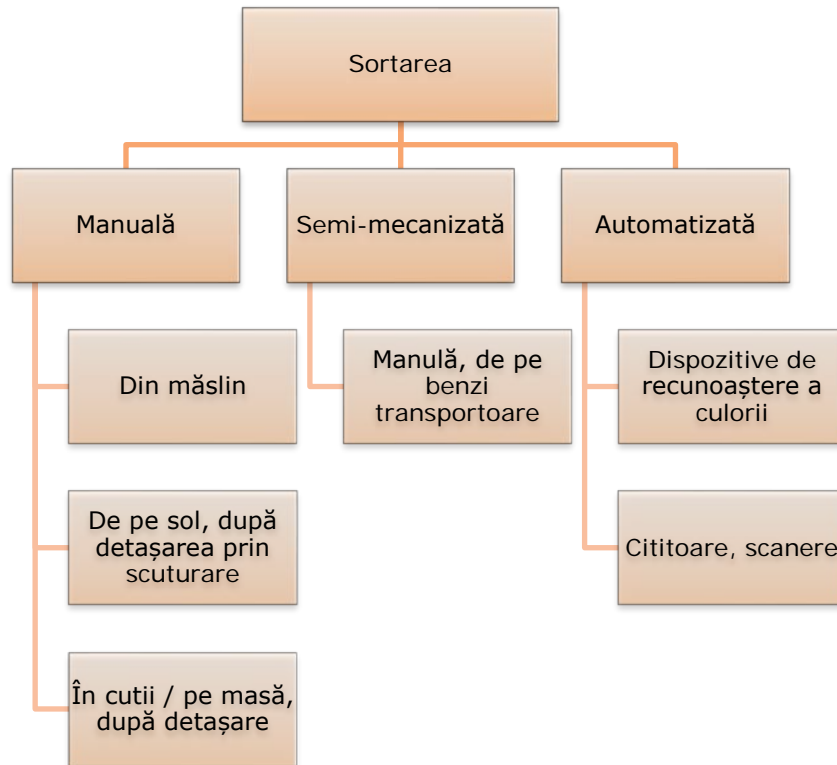 Sortarea
Manuală
Semi-mecanizată
Automatizată
Din măslin
Manulă, de pe
benzi
transportoare
Dispozitive de
recunoaștere a
culorii
De pe sol, după
detașarea prin
scuturare
Cititoare, scanere
În cutii / pe masă,
după detașare